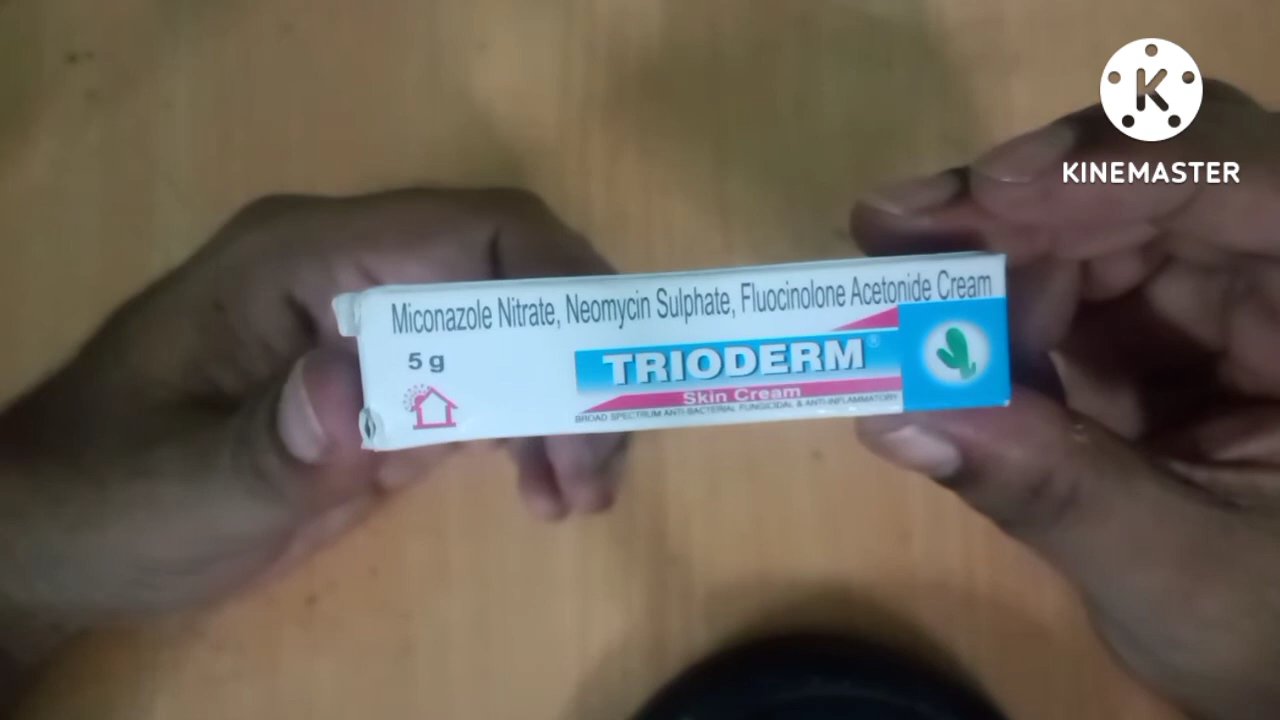 KINEMASTER
Miconazole Nitrate, Neomycin Sulphate, Fluocinolone Acetonide Cream
5 g
TRIODERM®
Skin Cream
BROAD SPECTRUM ANTI-BACTERIAL FUNGICIDAL & ANTI-INFLAMMATORY